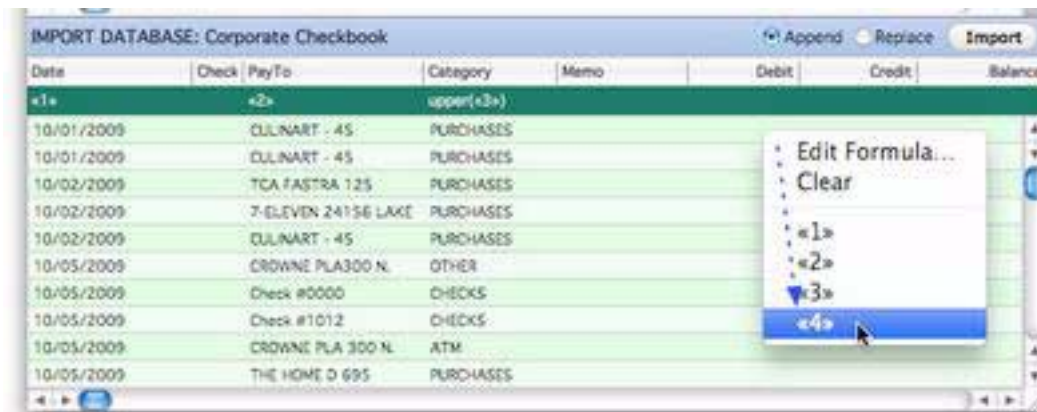 IMPORT DATABASE: Corporate Checkbook Append Replace Import
Date Check PayTo Category Memo Debit Credit Balance
«1» «2» upper(«3»)
10/01/2009 CULINART - 45 PURCHASES
10/01/2009 CULINART - 45 PURCHASES
10/02/2009 TCA FASTRA 125 PURCHASES
10/02/2009 7-ELEVEN 24156 LAKE PURCHASES
10/02/2009 CULINART - 45 PURCHASES
10/05/2009 CROWNE PLA300 N. OTHER
10/05/2009 Check #0000 CHECKS
10/05/2009 Check #1012 CHECKS
10/05/2009 CROWNE PLA 300 N. ATM
10/05/2009 THE HOME D 695 PURCHASES
Edit Formula...
Clear
«1»
«2»
«3»
«4»